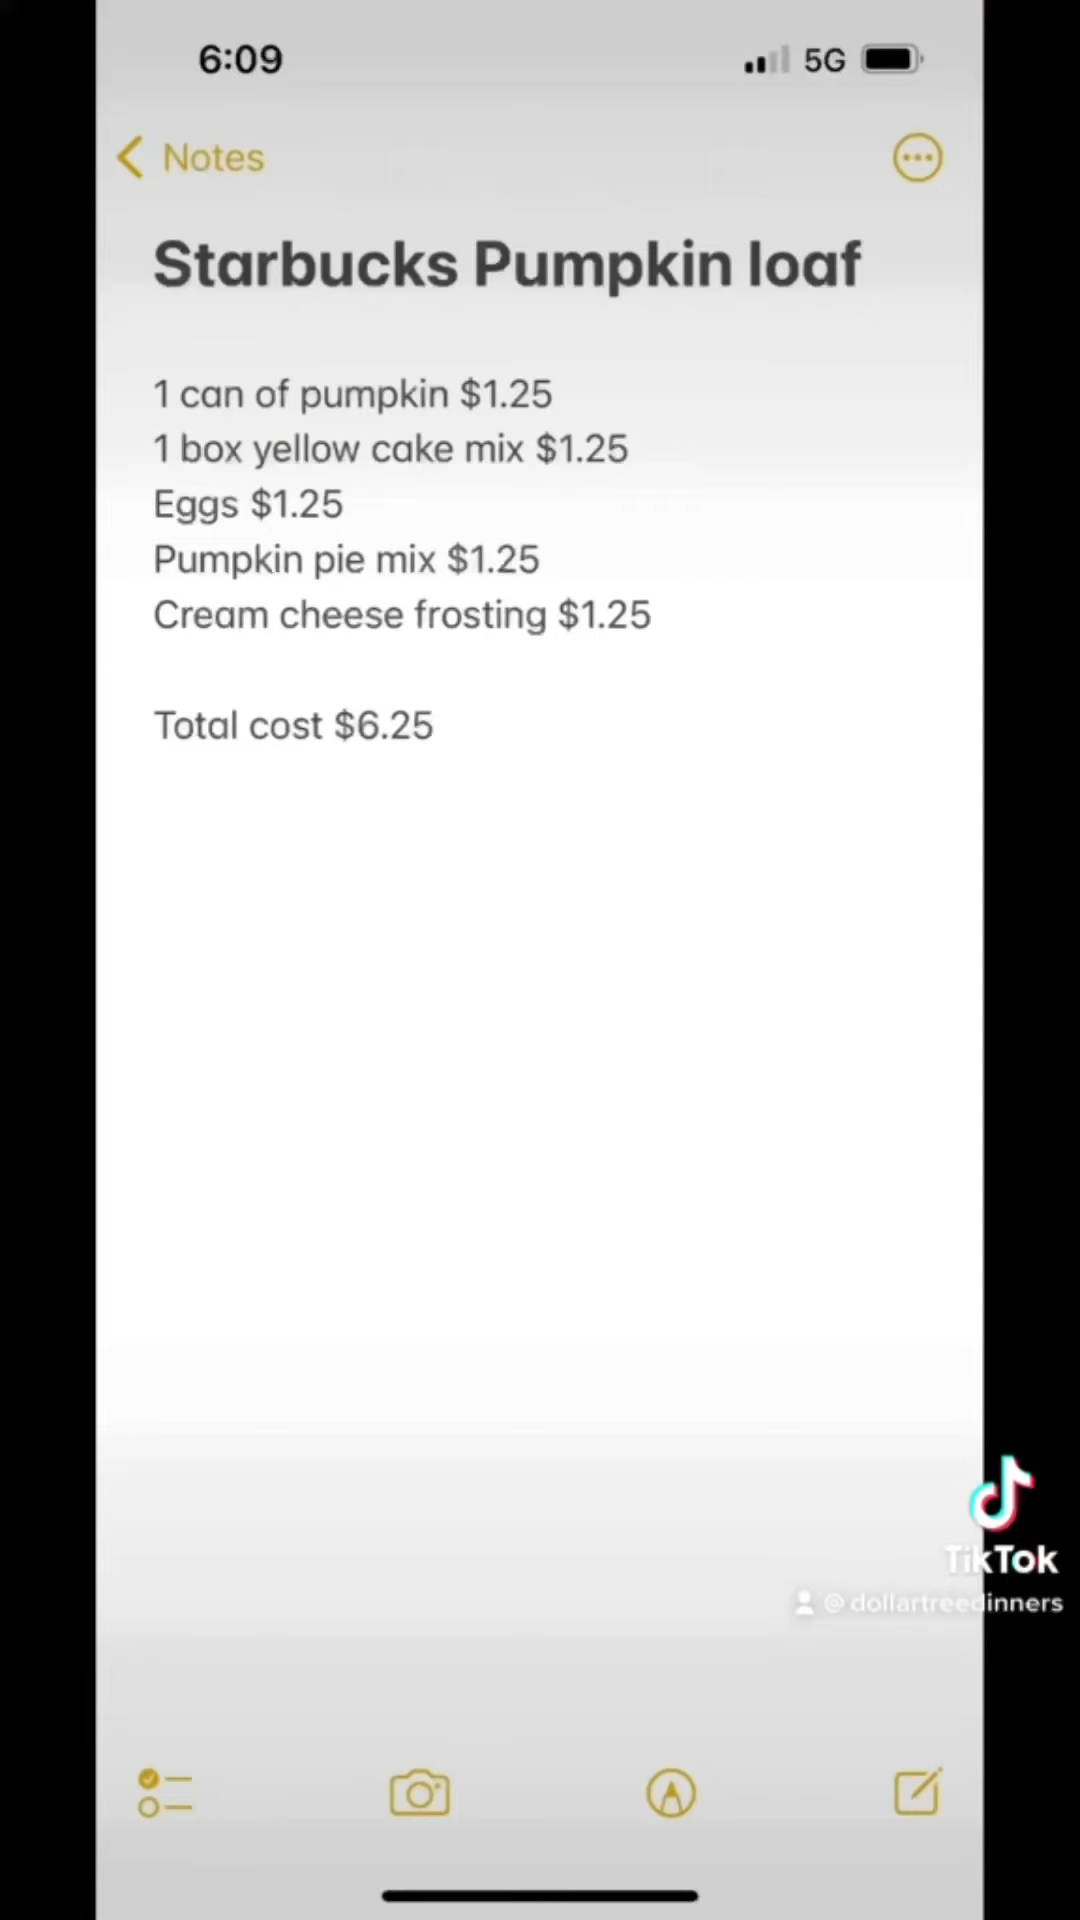 6:09
5G
Notes
Starbucks Pumpkin loaf
1 can of pumpkin $1.25
1 box yellow cake mix $1.25
Eggs $1.25
Pumpkin pie mix $1.25
Cream cheese frosting $1.25
Total cost $6.25
TikTok
@dollartreedinners